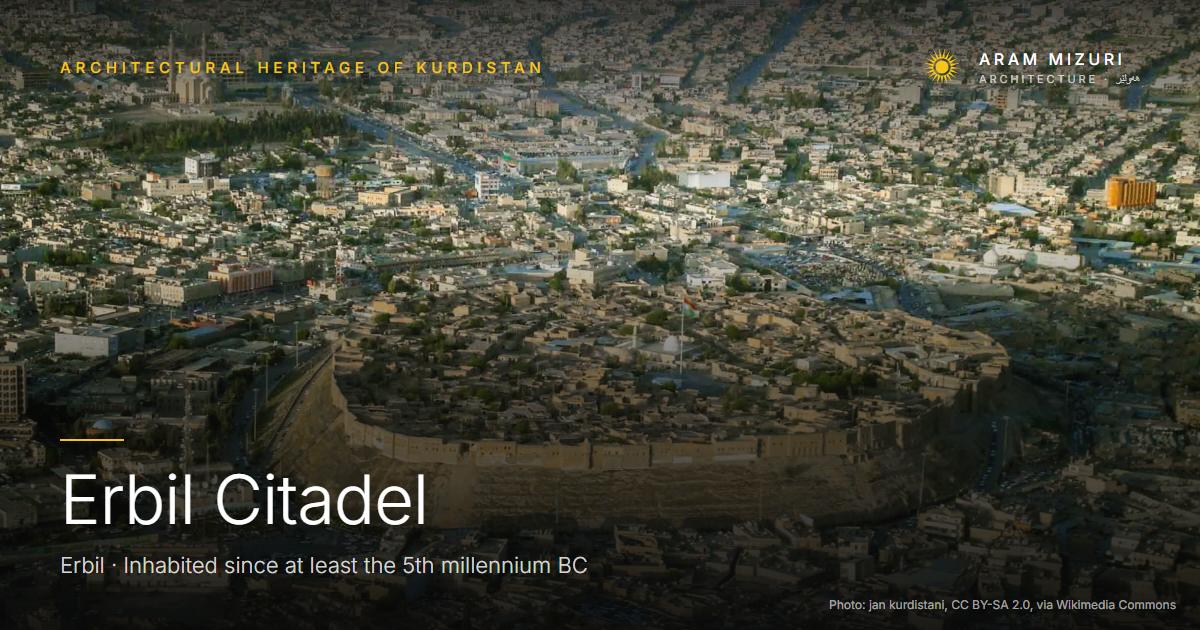 ARCHITECTURAL HERITAGE OF KURDISTAN
ARAM MIZURI
ARCHITECTURE · هەولێر
Erbil Citadel
Erbil · Inhabited since at least the 5th millennium BC
Photo: jan kurdistani, CC BY-SA 2.0, via Wikimedia Commons